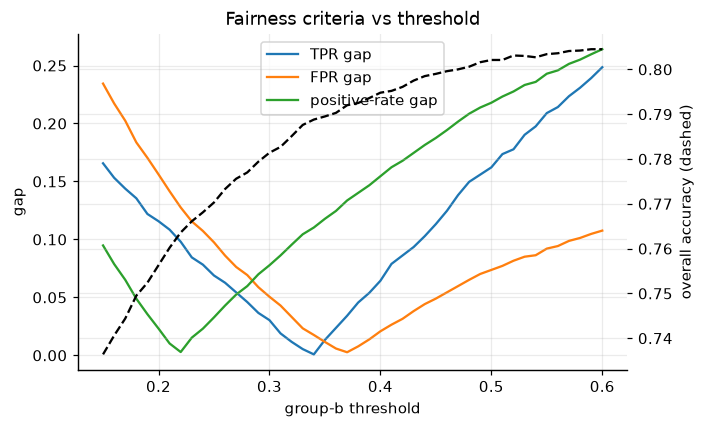 Fairness criteria vs threshold
TPR gap
FPR gap
positive-rate gap
gap
0.25
0.20
0.15
0.10
0.05
0.00
0.80
0.79
0.78
0.77
0.76
0.75
0.74
overall accuracy (dashed)
0.2
0.3
0.4
0.5
0.6
group-b threshold